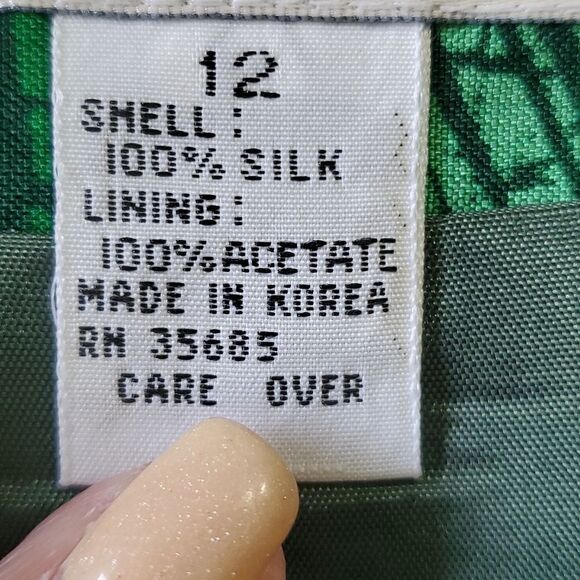 12
SHELL:
100% SILK
LINING:
100% ACETATE
MADE IN KOREA
RN 35685
CARE OVER